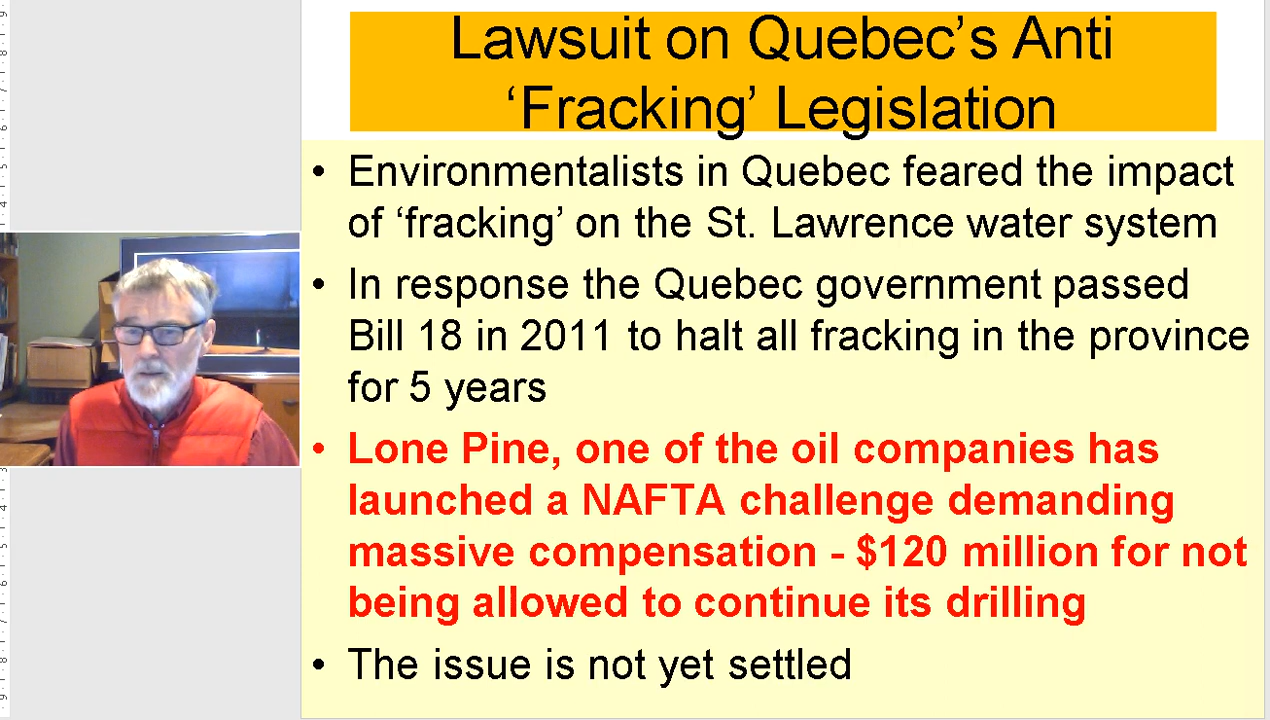 Lawsuit on Quebec’s Anti
‘Fracking’ Legislation
• Environmentalists in Quebec feared the impact
of ‘fracking’ on the St. Lawrence water system
• In response the Quebec government passed
Bill 18 in 2011 to halt all fracking in the province
for 5 years
• Lone Pine, one of the oil companies has
launched a NAFTA challenge demanding
massive compensation - $120 million for not
being allowed to continue its drilling
• The issue is not yet settled